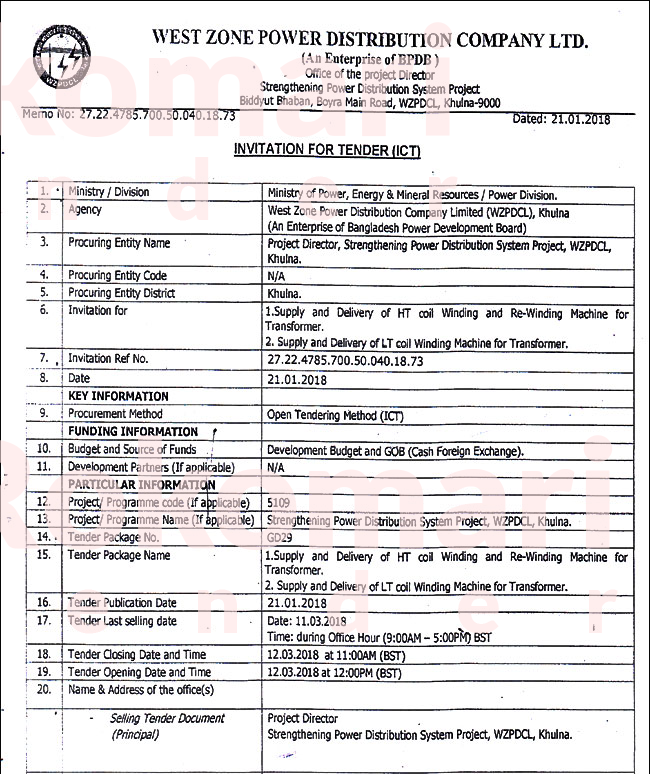 WEST ZONE POWER DISTRIBUTION COMPANY LTD.
(An Enterprise of BPDB )
Office of the project Director
Strengthening Power Distribution System Project
Biddyut Bhaban, Boyra Main Road, WZPDCL, Khulna-9000
Memo No: 27.22.4785.700.50.040.18.73 Dated: 21.01.2018
INVITATION FOR TENDER (ICT)
1. Ministry / Division Ministry of Power, Energy & Mineral Resources / Power Division.
2. Agency West Zone Power Distribution Company Limited (WZPDCL), Khulna
(An Enterprise of Bangladesh Power Development Board)
3. Procuring Entity Name Project Director, Strengthening Power Distribution System Project, WZPDCL,
Khulna.
4. Procuring Entity Code N/A
5. Procuring Entity District Khulna.
6. Invitation for 1.Supply and Delivery of HT coil Winding and Re-Winding Machine for
Transformer.
2. Supply and Delivery of LT coil Winding Machine for Transformer.
7. Invitation Ref No. 27.22.4785.700.50.040.18.73
8. Date 21.01.2018
KEY INFORMATION
9. Procurement Method Open Tendering Method (ICT)
FUNDING INFORMATION
10. Budget and Source of Funds Development Budget and GOB (Cash Foreign Exchange).
11. Development Partners (If applicable) N/A
PARTICULAR INFORMATION
12. Project/ Programme code (If applicable) 5109
13. Project/ Programme Name (If applicable) Strengthening Power Distribution System Project, WZPDCL, Khulna.
14. Tender Package No. GD29
15. Tender Package Name 1.Supply and Delivery of HT coil Winding and Re-Winding Machine for
Transformer.
2. Supply and Delivery of LT coil Winding Machine for Transformer.
16. Tender Publication Date 21.01.2018
17. Tender Last selling date Date: 11.03.2018
Time: during Office Hour (9:00AM – 5:00PM) BST
18. Tender Closing Date and Time 12.03.2018 at 11:00AM (BST)
19. Tender Opening Date and Time 12.03.2018 at 12:00PM (BST)
20. Name & Address of the office(s)
- Selling Tender Document Project Director
(Principal) Strengthening Power Distribution System Project, WZPDCL, Khulna.
WZPDCL